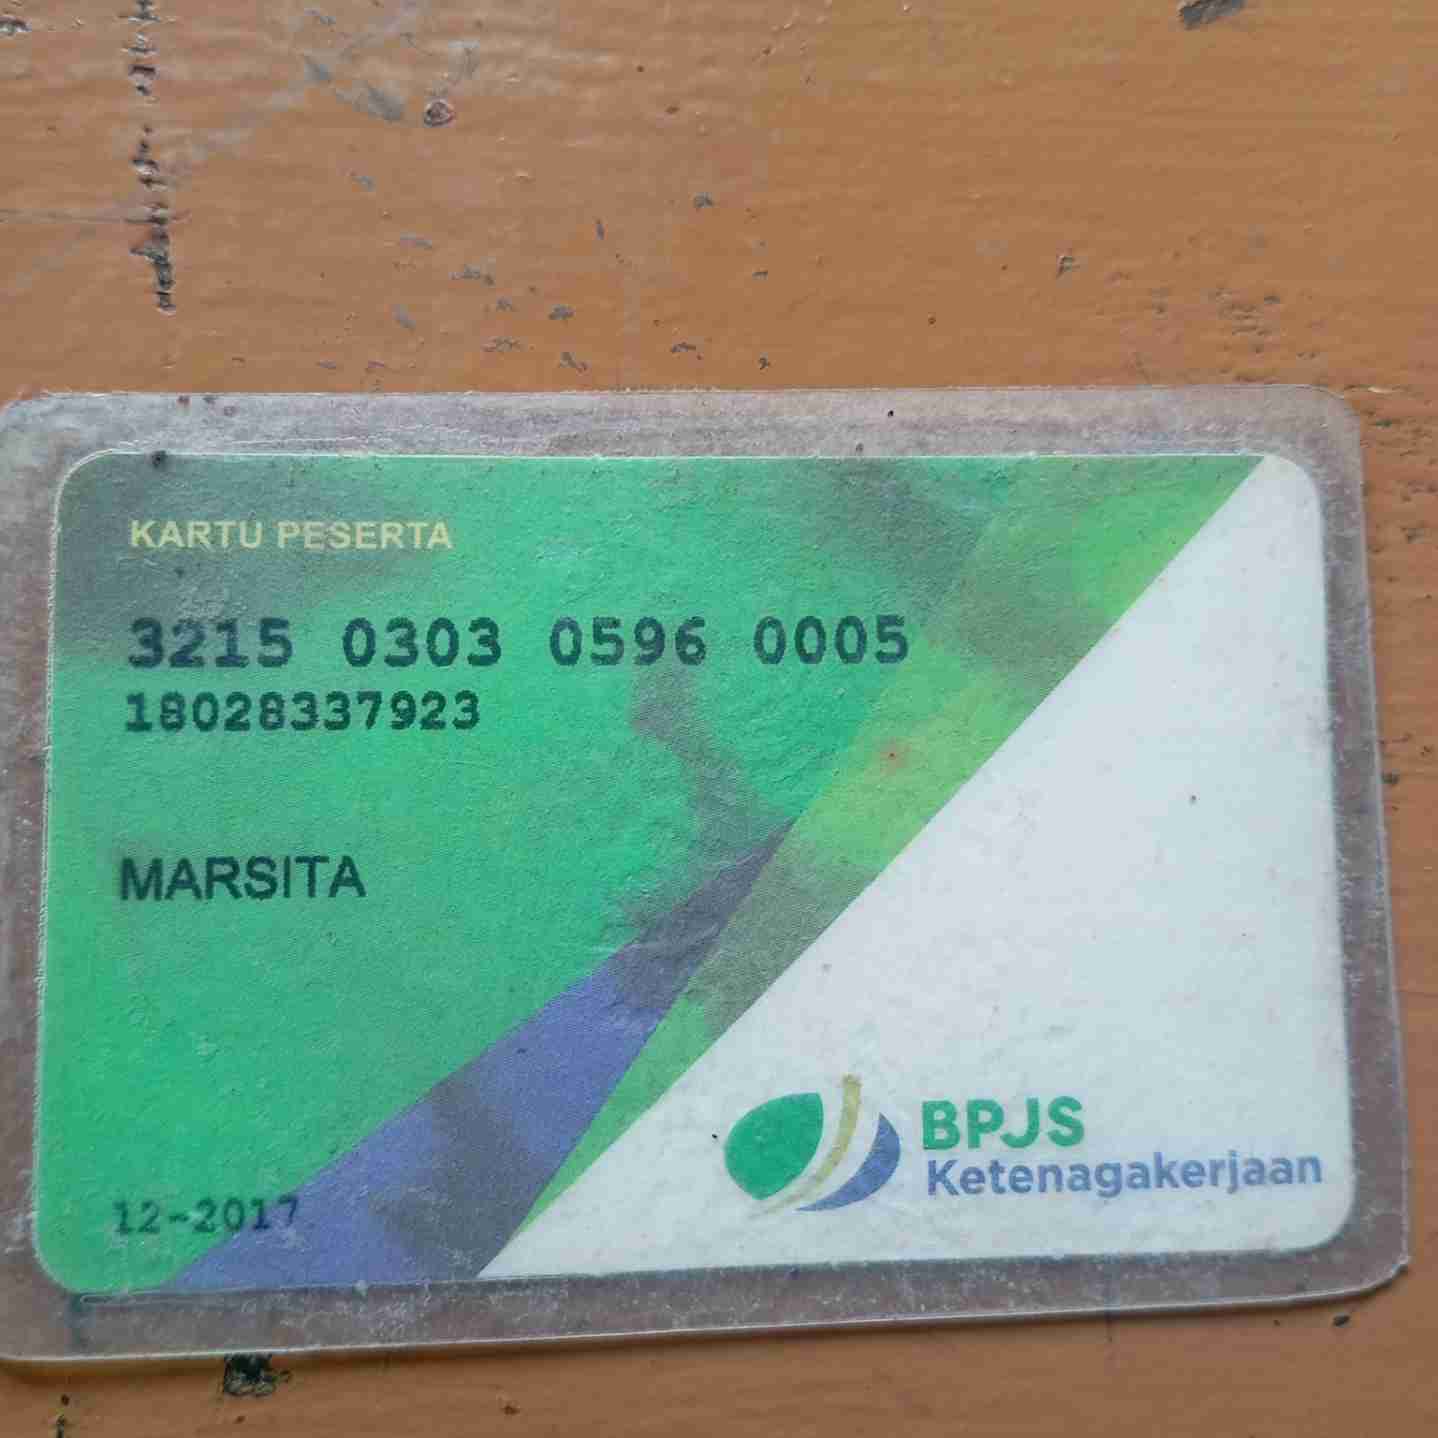 KARTU PESERTA
3215 0303 0596 0005
18028337923
MARSITA
12-2017
BPJS
Ketenagakerjaan